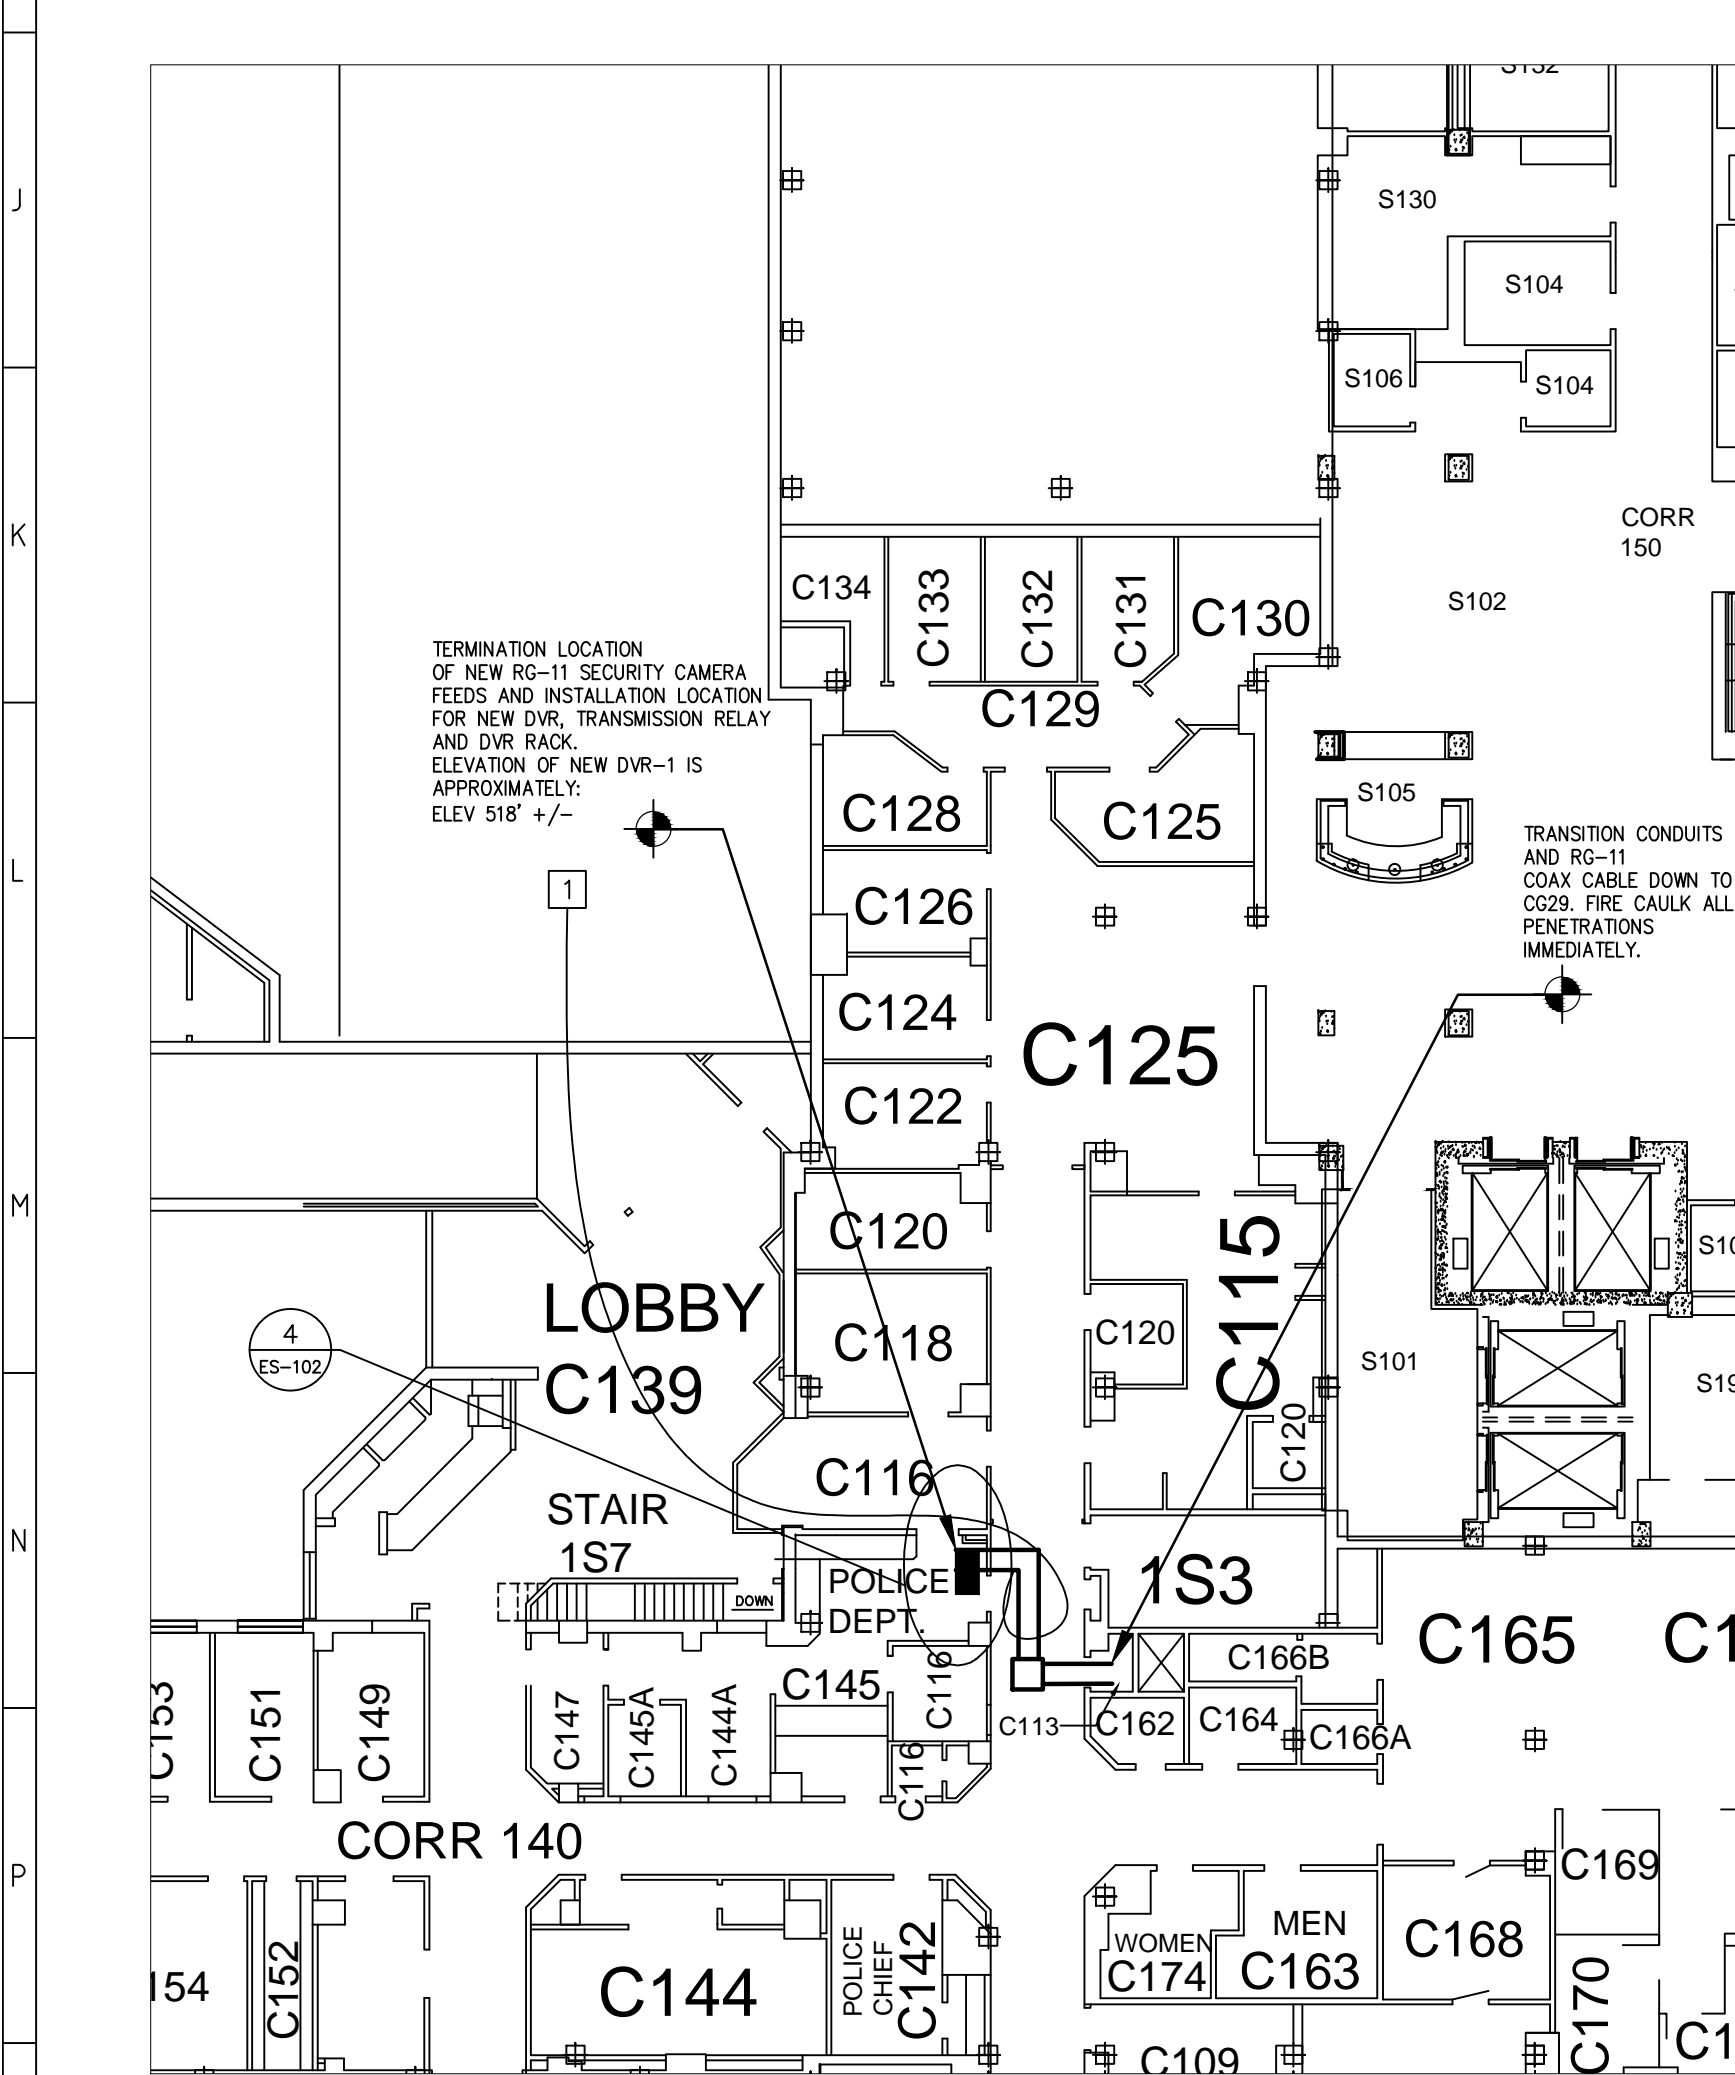 J
K
L
M
N
P
S130
S104
S106
S104
CORR
150
S102
C134
C133
C132
C131
C130
C129
TERMINATION LOCATION
OF NEW RG-11 SECURITY CAMERA
FEEDS AND INSTALLATION LOCATION
FOR NEW DVR, TRANSMISSION RELAY
AND DVR RACK.
ELEVATION OF NEW DVR-1 IS
APPROXIMATELY:
ELEV 518' +/-
1
C128
C125
S105
TRANSITION CONDUITS
AND RG-11
COAX CABLE DOWN TO
CG29. FIRE CAULK ALL
PENETRATIONS
IMMEDIATELY.
C126
C124
C125
C122
C120
C115
LOBBY
C139
C118
C120
S101
4
ES-102
C120
C116
STAIR
1S7
DOWN
POLICE
DEPT.
1S3
C165
C166B
C145
C116
C113
C162
C164
C166A
C153
C151
C149
C147
C145A
C144A
C116
CORR 140
C169
154
C152
C144
POLICE
CHIEF
C142
WOMEN
C174
MEN
C163
C168
C170
C109